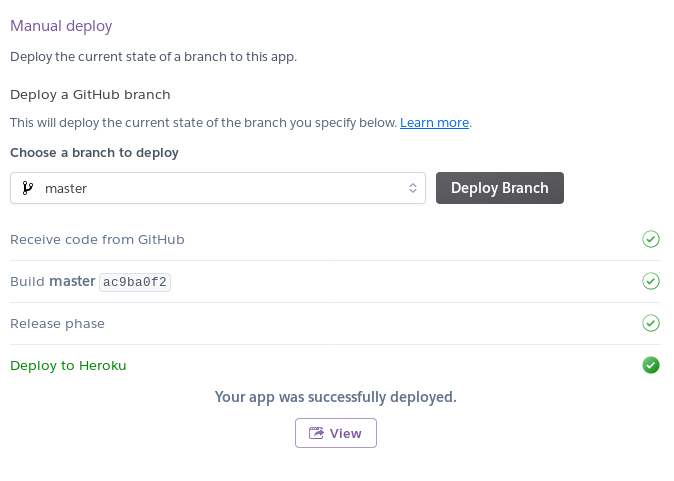 Manual deploy
Deploy the current state of a branch to this app.
Deploy a GitHub branch
This will deploy the current state of the branch you specify below. Learn more.
Choose a branch to deploy
master
Deploy Branch
Receive code from GitHub
Build master ac9ba0f2
Release phase
Deploy to Heroku
Your app was successfully deployed.
View